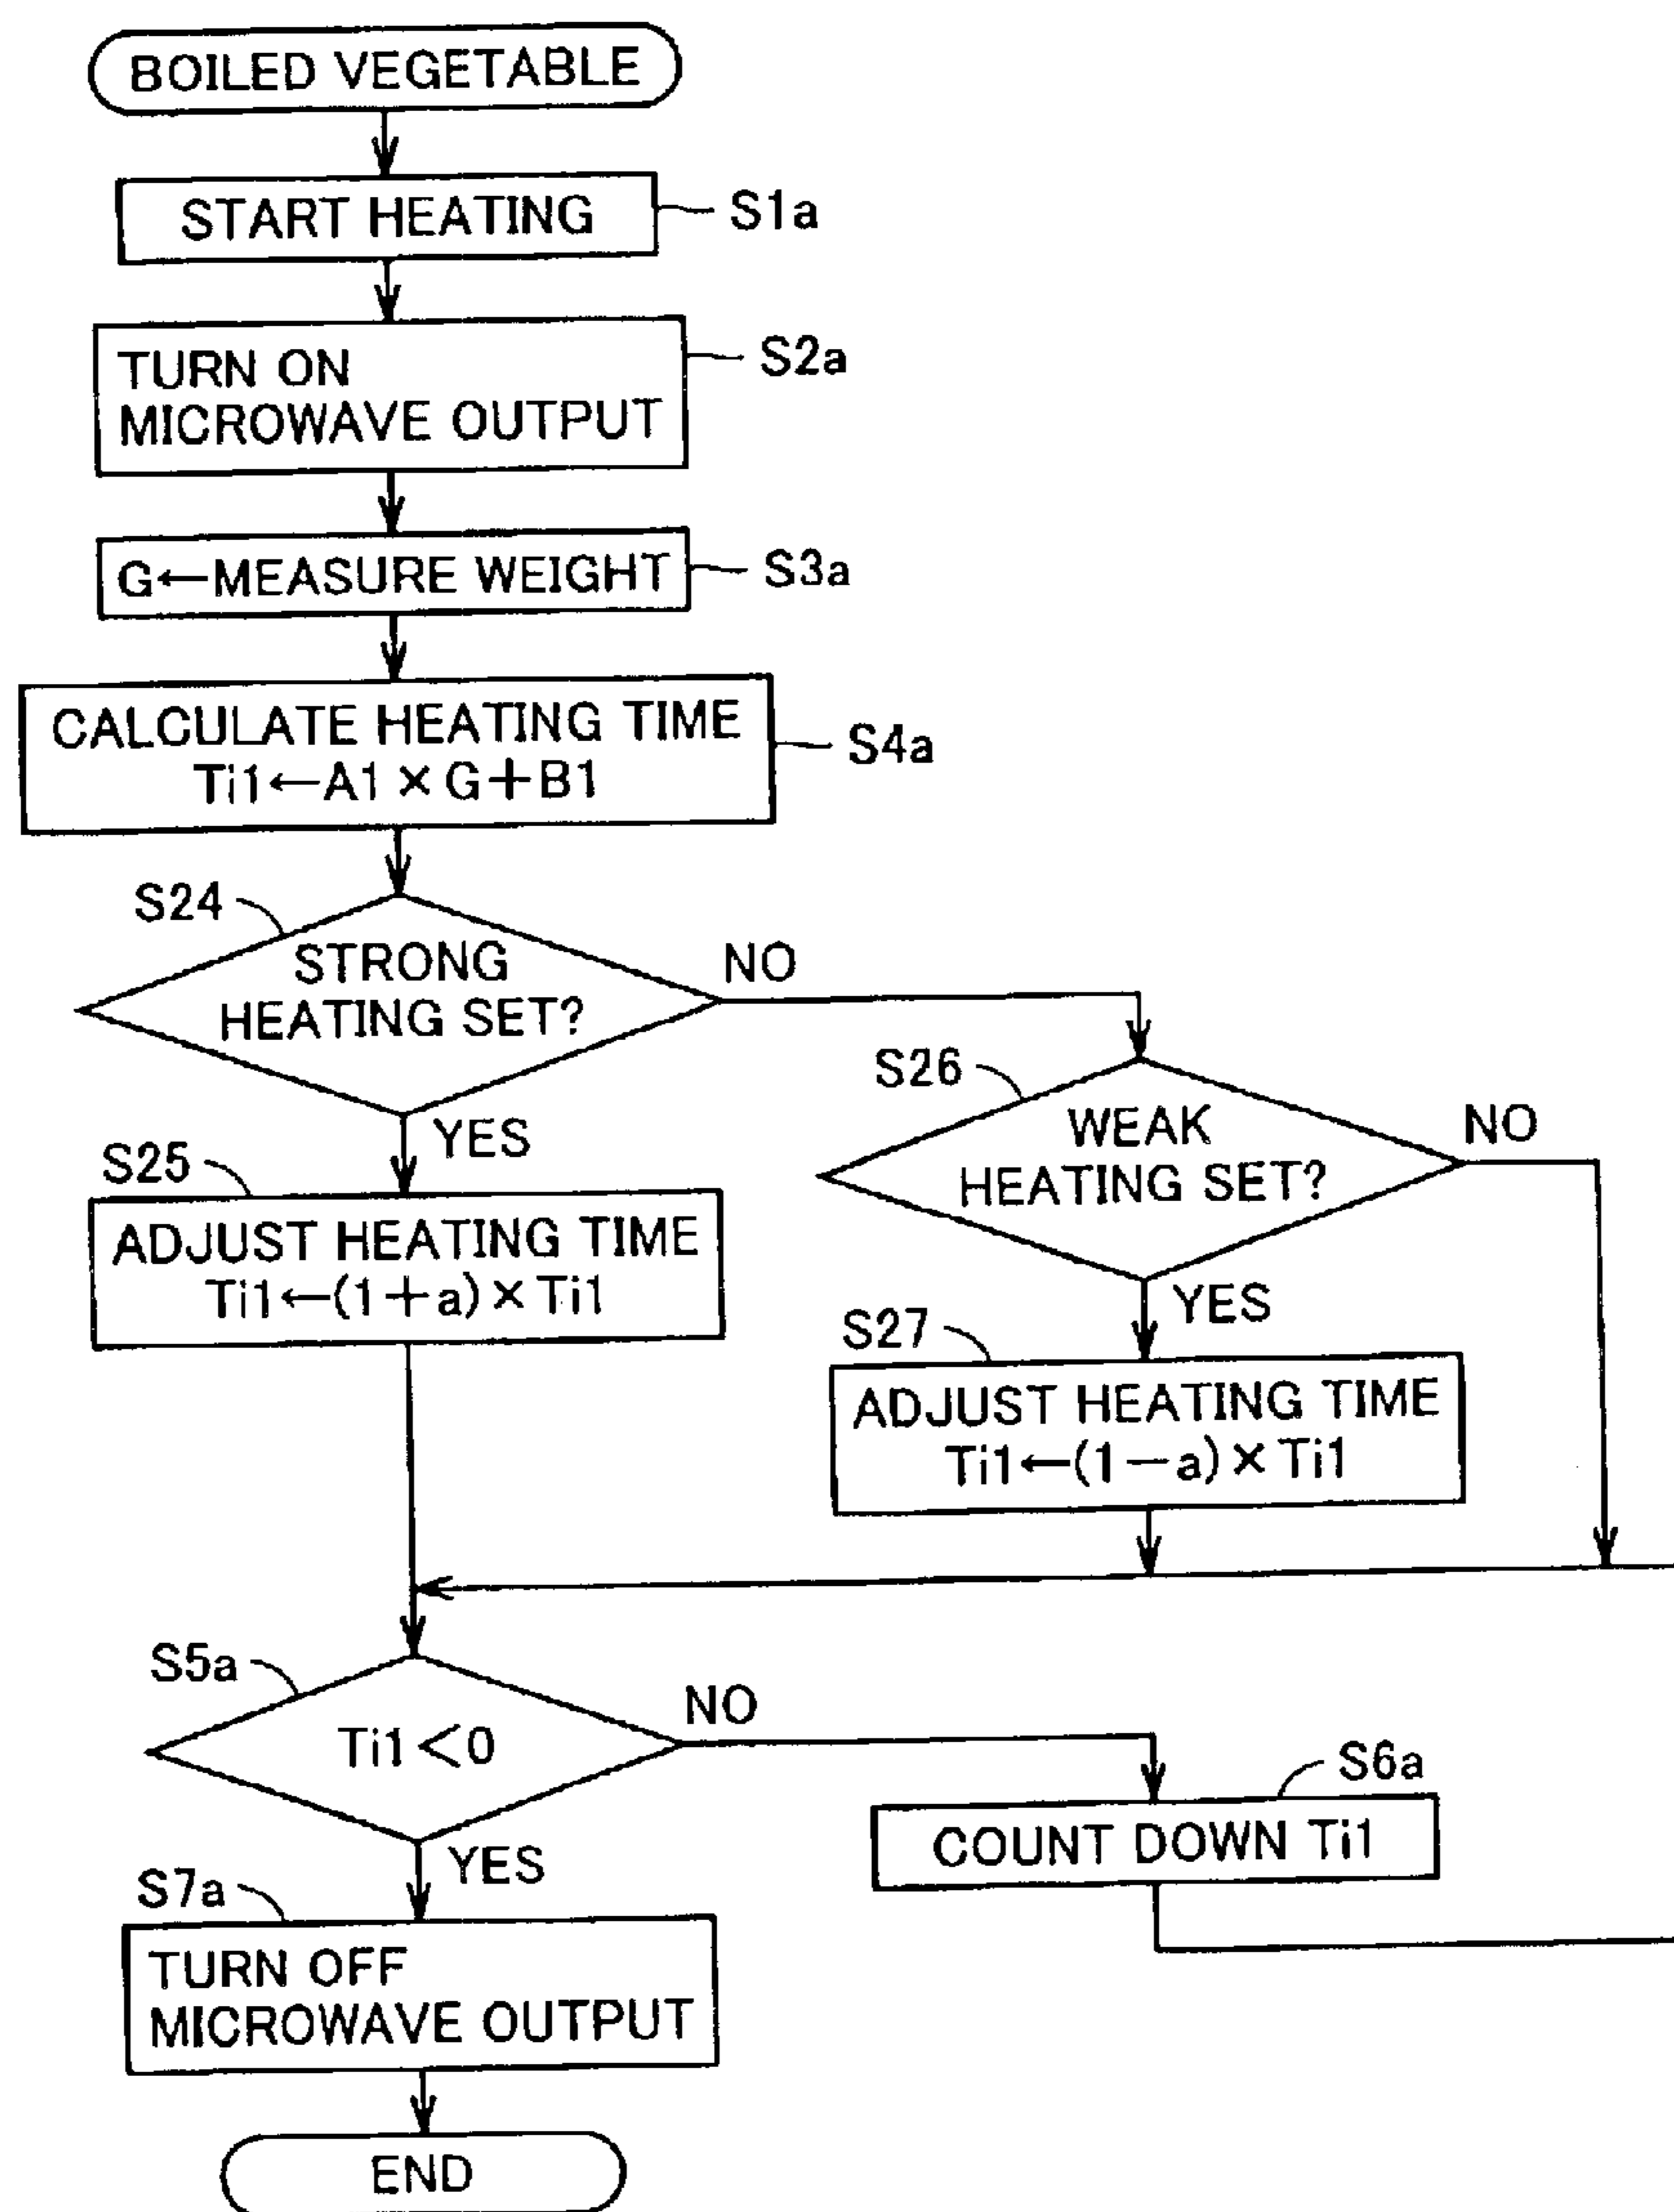 BOILED VEGETABLE
START HEATING
S1a
TURN ON
MICROWAVE OUTPUT
S2a
G←MEASURE WEIGHT
S3a
CALCULATE HEATING TIME
Ti1←A1×G+B1
S4a
S24
STRONG
HEATING SET?
NO
YES
S26
WEAK
HEATING SET?
NO
YES
S25
ADJUST HEATING TIME
Ti1←(1+a)×Ti1
S27
ADJUST HEATING TIME
Ti1←(1−a)×Ti1
S5a
Ti1<0
NO
YES
S6a
COUNT DOWN Ti1
S7a
TURN OFF
MICROWAVE OUTPUT
END